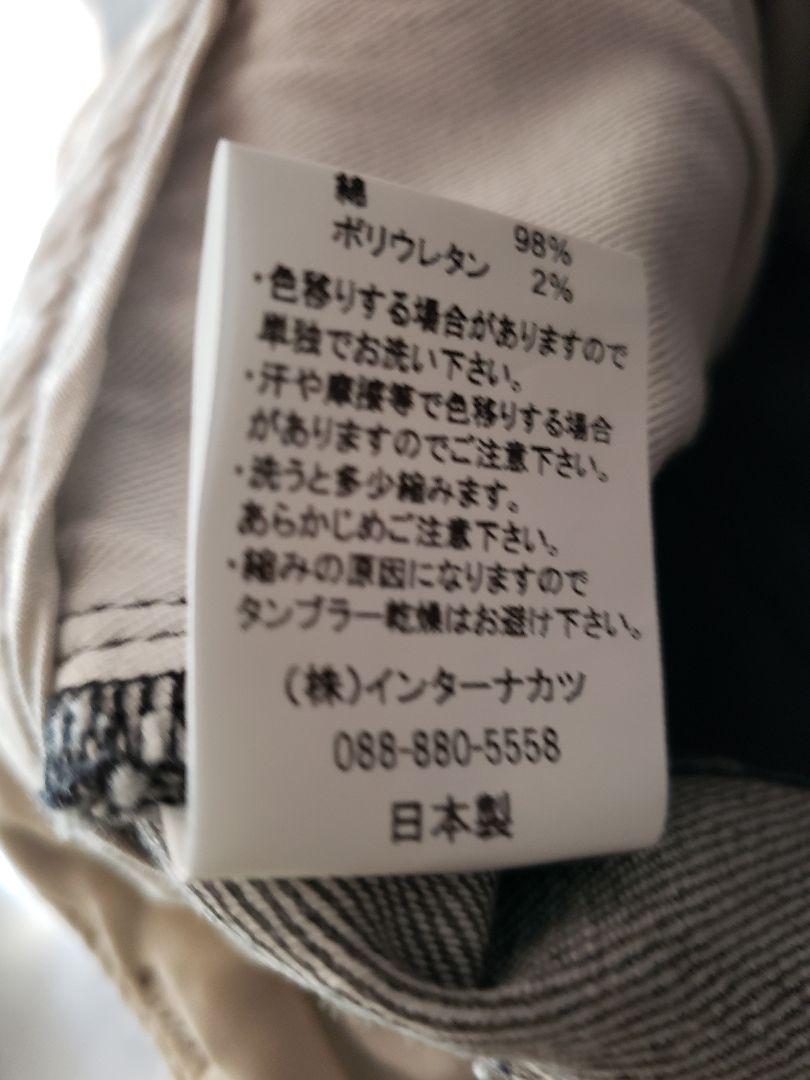 綿 98%
ポリウレタン 2%
・色移りする場合がありますので
単独でお洗い下さい。
・汗や摩擦等で色移りする場合
がありますのでご注意下さい。
・洗うと多少縮みます。
あらかじめご注意下さい。
・縮みの原因になりますので
タンブラー乾燥はお避け下さい。
(株)インターナカツ
088-880-5558
日本製